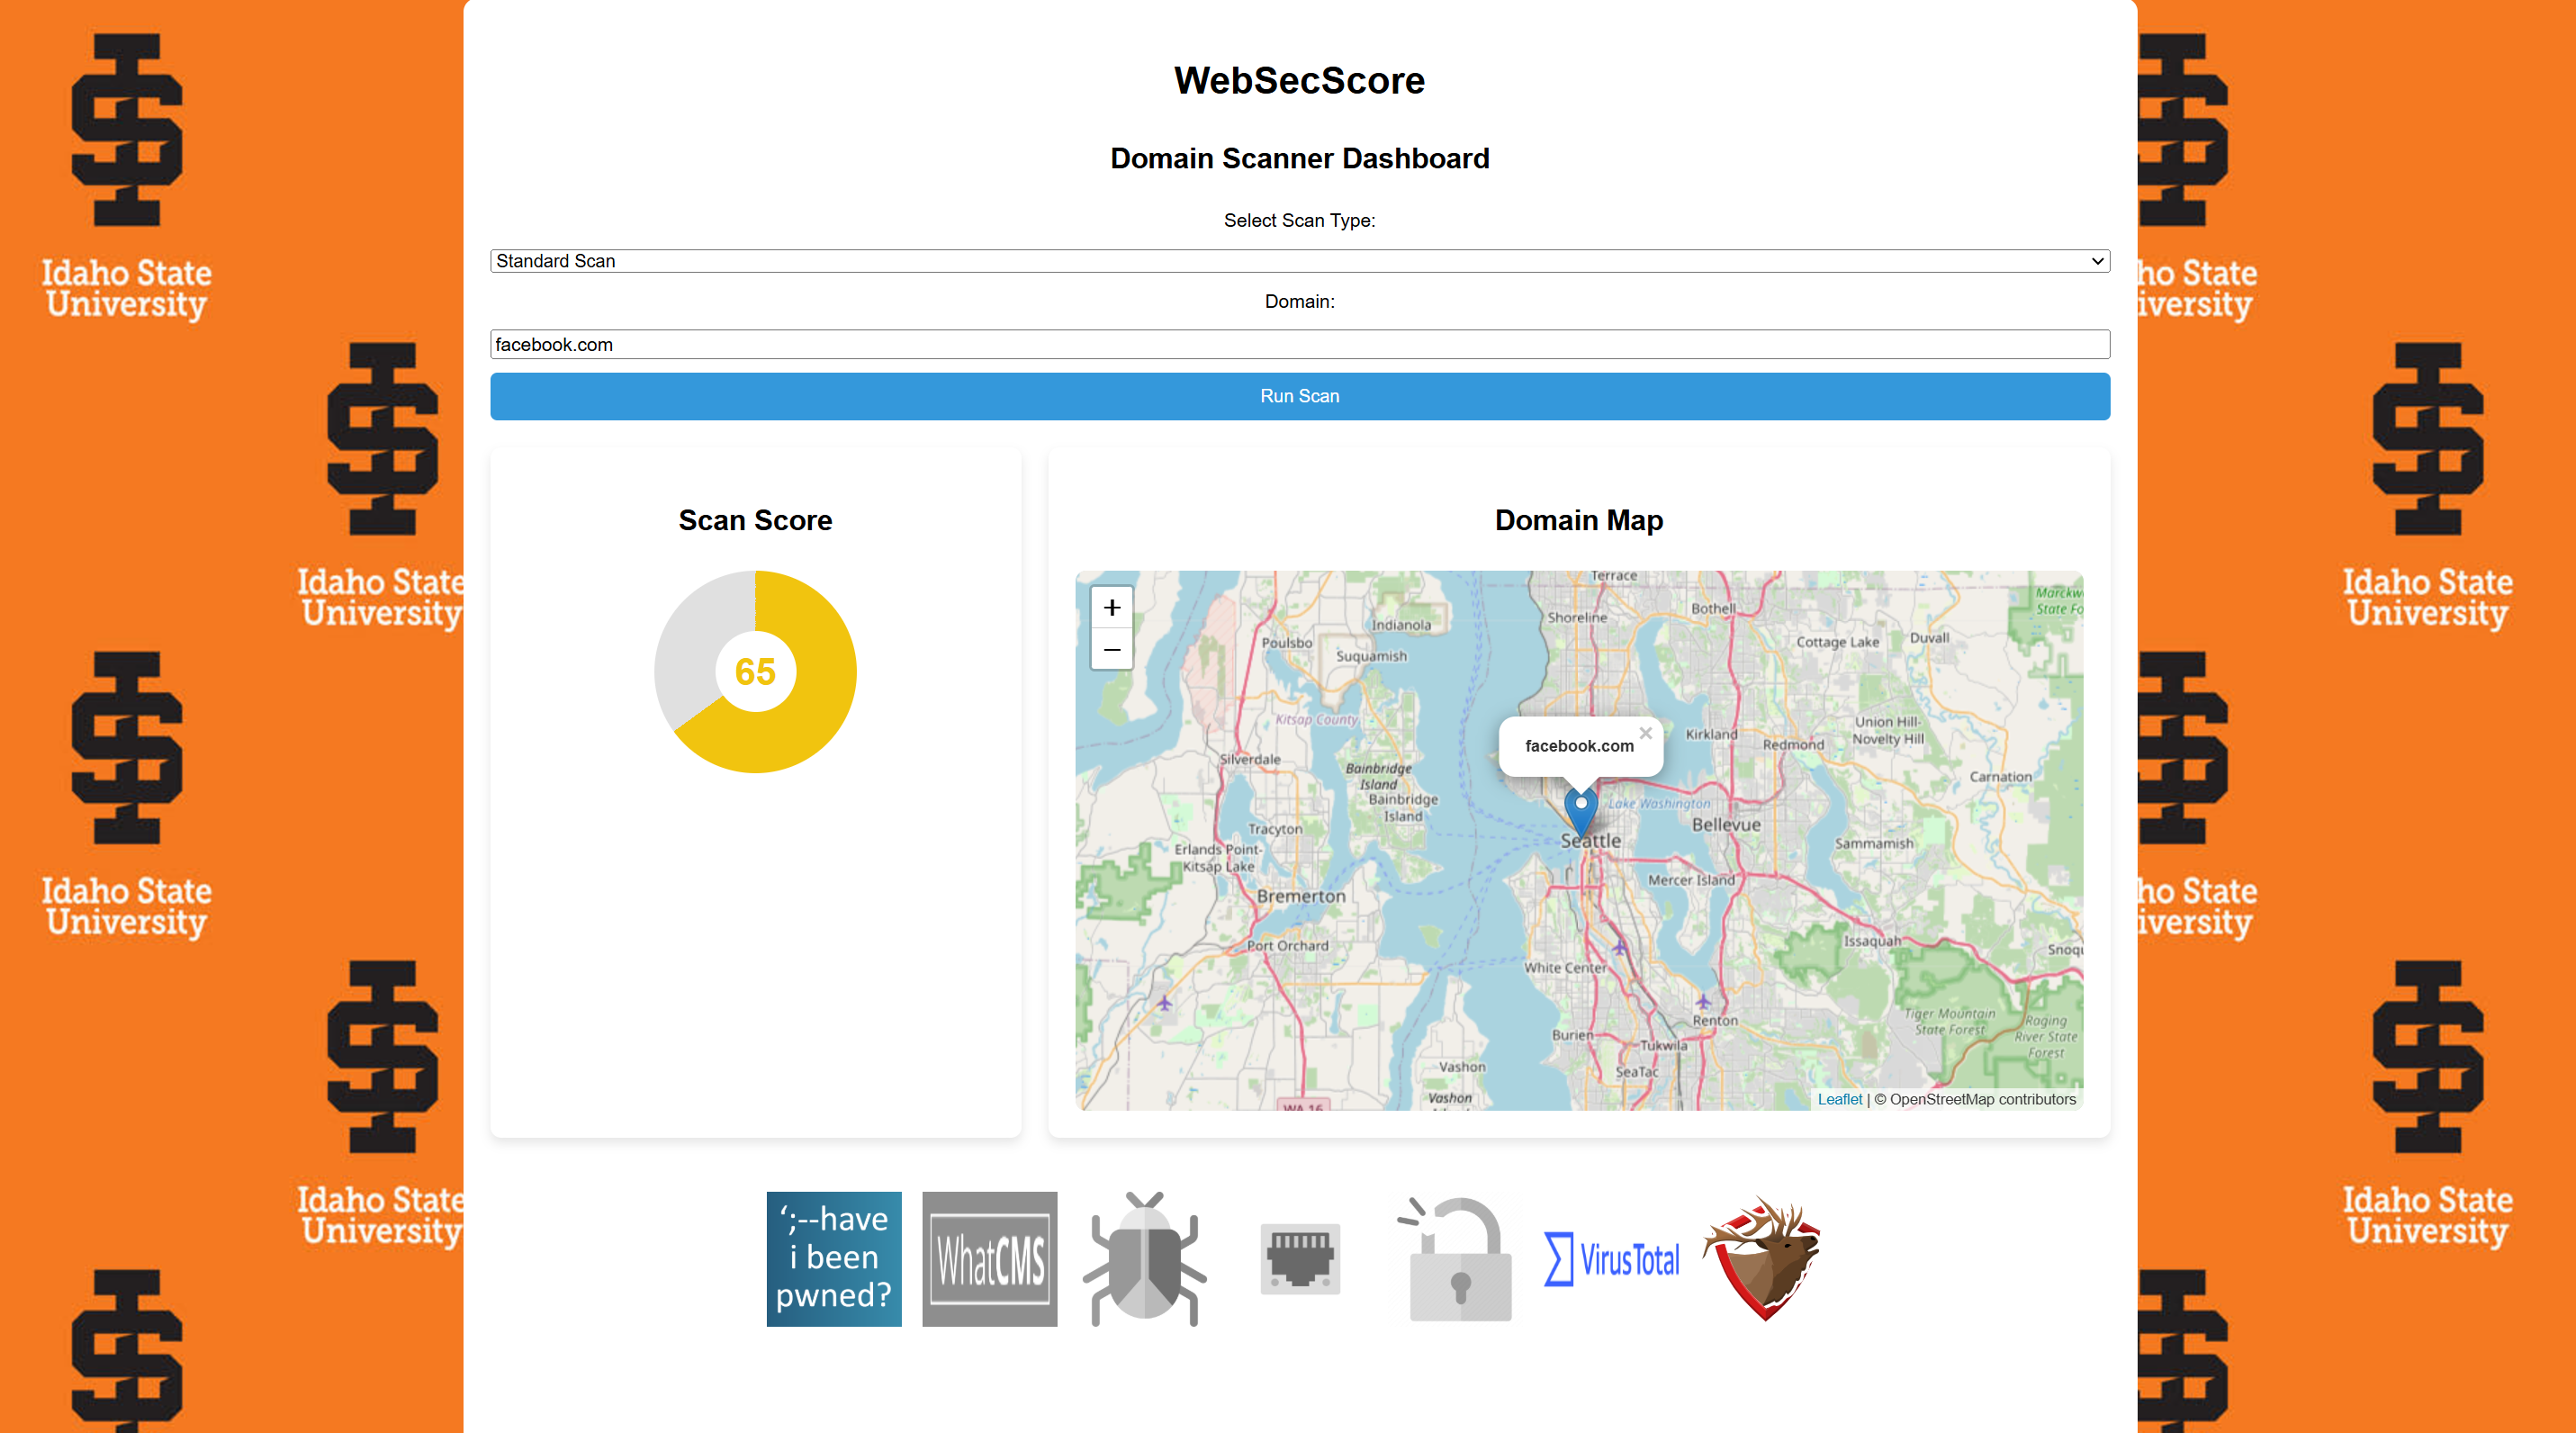 WebSecScore
Domain Scanner Dashboard
Select Scan Type:
Standard Scan
Domain:
facebook.com
Run Scan
Scan Score
65
Domain Map
+
−
Terrace
Bothell
Shoreline
Indianola
Poulsbo
Suquamish
Cottage Lake
Duvall
Kitsap County
Union Hill-
Novelty Hill
Kirkland
Redmond
facebook.com
×
Silverdale
Bainbridge
Island
Bainbridge
Island
Carnation
Lake Washington
Tracyton
Bellevue
Seattle
Sammamish
Erlands Point-
Kitsap Lake
Mercer Island
Bremerton
Port Orchard
Issaquah
White Center
Renton
Tiger Mountain
State Forest
Raging
River State
Forest
Burien
Tukwila
SeaTac
Vashon
Vashon
WA 16
Leaflet | © OpenStreetMap contributors
';--have
i been
pwned?
WhatCMS
VirusTotal
Idaho State
University
Idaho State
University
Idaho State
University
Idaho State
University
ho State
iversity
Idaho State
University
ho State
iversity
Idaho State
University